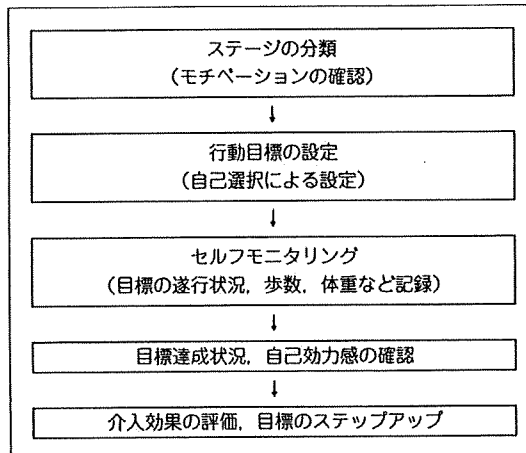 ステージの分類
(モチベーションの確認)
↓
行動目標の設定
(自己選択による設定)
↓
セルフモニタリング
(目標の遂行状況，歩数，体重など記録)
↓
目標達成状況，自己効力感の確認
↓
介入効果の評価，目標のステップアップ